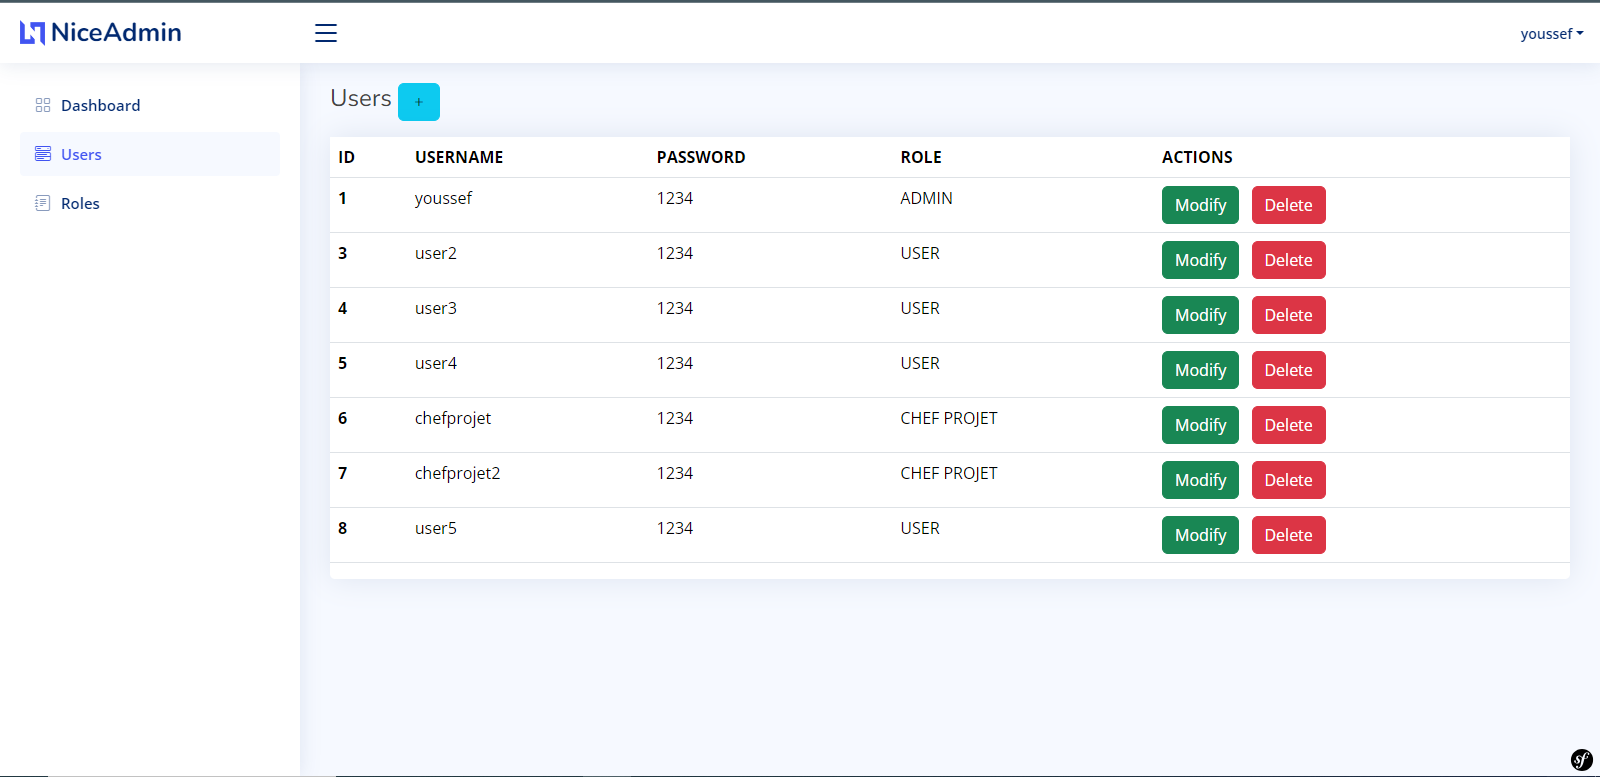 NiceAdmin
youssef
Dashboard
Users
Roles
Users +
ID USERNAME PASSWORD ROLE ACTIONS
1 youssef 1234 ADMIN Modify Delete
3 user2 1234 USER Modify Delete
4 user3 1234 USER Modify Delete
5 user4 1234 USER Modify Delete
6 chefprojet 1234 CHEF PROJET Modify Delete
7 chefprojet2 1234 CHEF PROJET Modify Delete
8 user5 1234 USER Modify Delete
sf